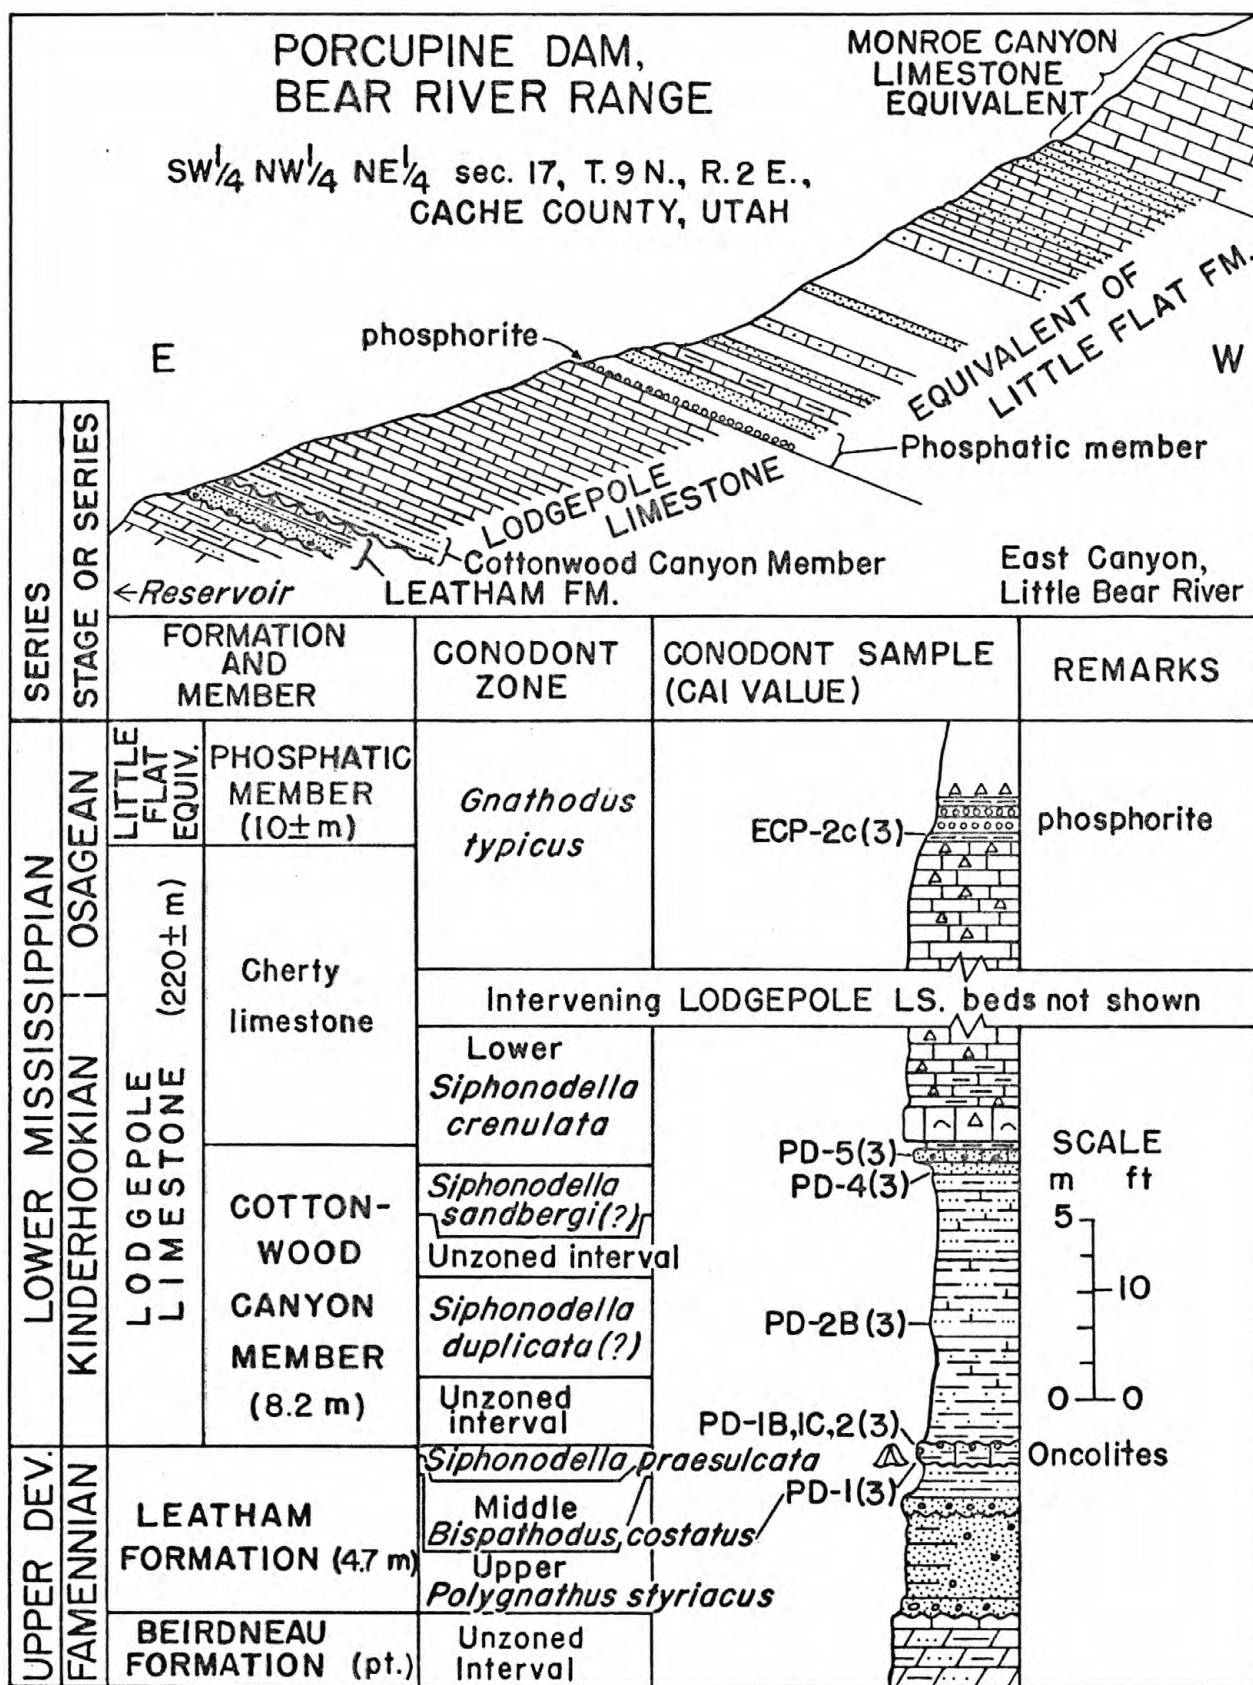 PORCUPINE DAM,
BEAR RIVER RANGE
SW¼ NW¼ NE¼ sec. 17, T. 9 N., R. 2 E.,
CACHE COUNTY, UTAH
MONROE CANYON
LIMESTONE
EQUIVALENT
E
phosphorite
W
EQUIVALENT OF
LITTLE FLAT FM.
Phosphatic member
LODGEPOLE
LIMESTONE
Cottonwood Canyon Member
LEATHAM FM.
←Reservoir
East Canyon,
Little Bear River
SERIES
STAGE OR SERIES
FORMATION
AND
MEMBER
CONODONT
ZONE
CONODONT SAMPLE
(CAI VALUE)
REMARKS
LOWER MISSISSIPPIAN
OSAGEAN
KINDERHOOKIAN
LITTLE
FLAT
EQUIV.
PHOSPHATIC
MEMBER
(10± m)
Gnathodus
typicus
ECP-2c(3)
phosphorite
LODGEPOLE
LIMESTONE (220± m)
Cherty
limestone
Intervening LODGEPOLE LS. beds not shown
Lower
Siphonodella
crenulata
PD-5(3)
PD-4(3)
SCALE
m ft
5
10
0 0
COTTON-
WOOD
CANYON
MEMBER
(8.2 m)
Siphonodella
sandbergi(?)
Unzoned interval
Siphonodella
duplicata(?)
PD-2B(3)
Unzoned
interval
PD-1B,1C,2(3)
Oncolites
UPPER DEV.
FAMENNIAN
LEATHAM
FORMATION (4.7 m)
Siphonodella praesulcata
PD-1(3)
Middle
Bispathodus costatus
Upper
Polygnathus styriacus
BEIRDNEAU
FORMATION (pt.)
Unzoned
Interval